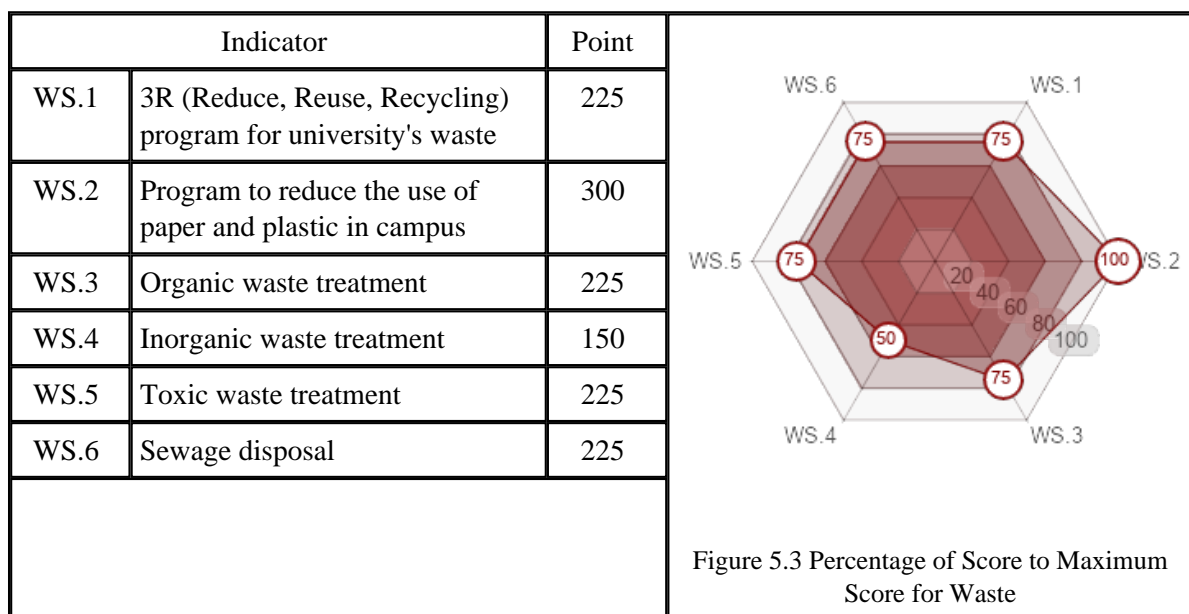 Indicator Point
WS.1 3R (Reduce, Reuse, Recycling) 225
program for university's waste
WS.2 Program to reduce the use of 300
paper and plastic in campus
WS.3 Organic waste treatment 225
WS.4 Inorganic waste treatment 150
WS.5 Toxic waste treatment 225
WS.6 Sewage disposal 225
WS.6 WS.1
75 75
WS.5 75 100 /S.2
20
40
60
80
100
50
75
WS.4 WS.3
Figure 5.3 Percentage of Score to Maximum
Score for Waste